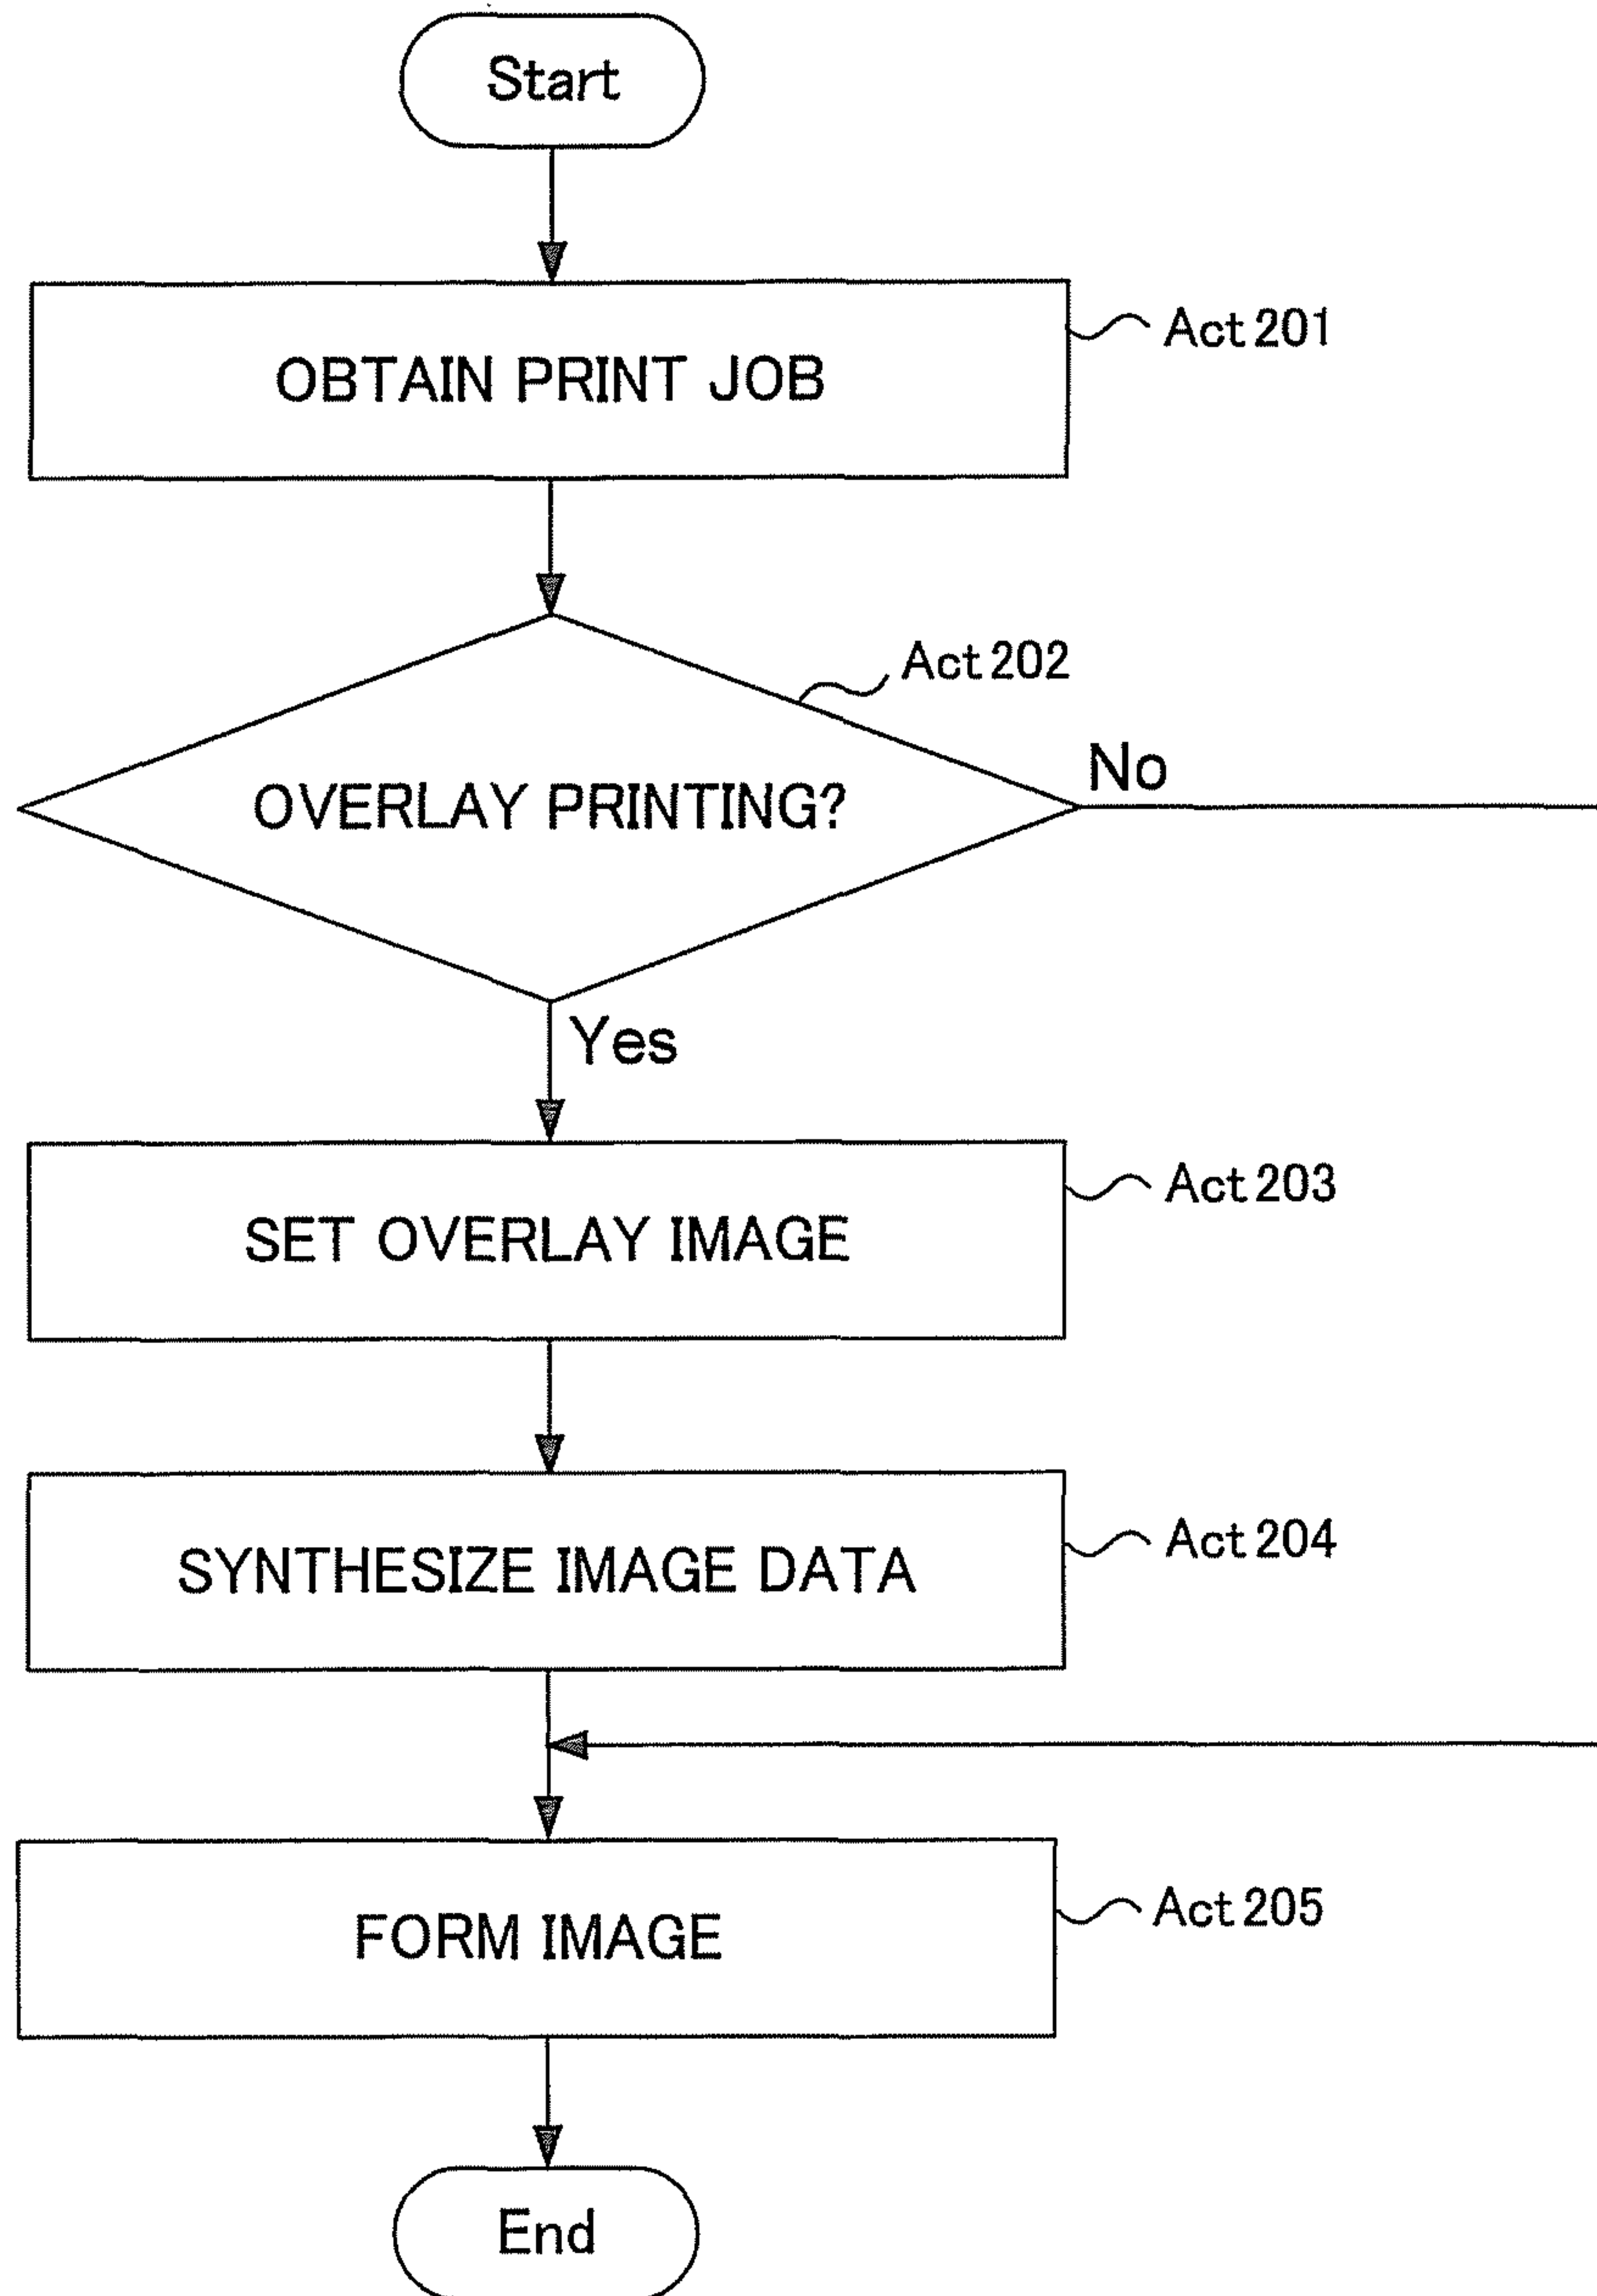 Start
OBTAIN PRINT JOB
Act 201
Act 202
OVERLAY PRINTING?
No
Yes
SET OVERLAY IMAGE
Act 203
SYNTHESIZE IMAGE DATA
Act 204
FORM IMAGE
Act 205
End